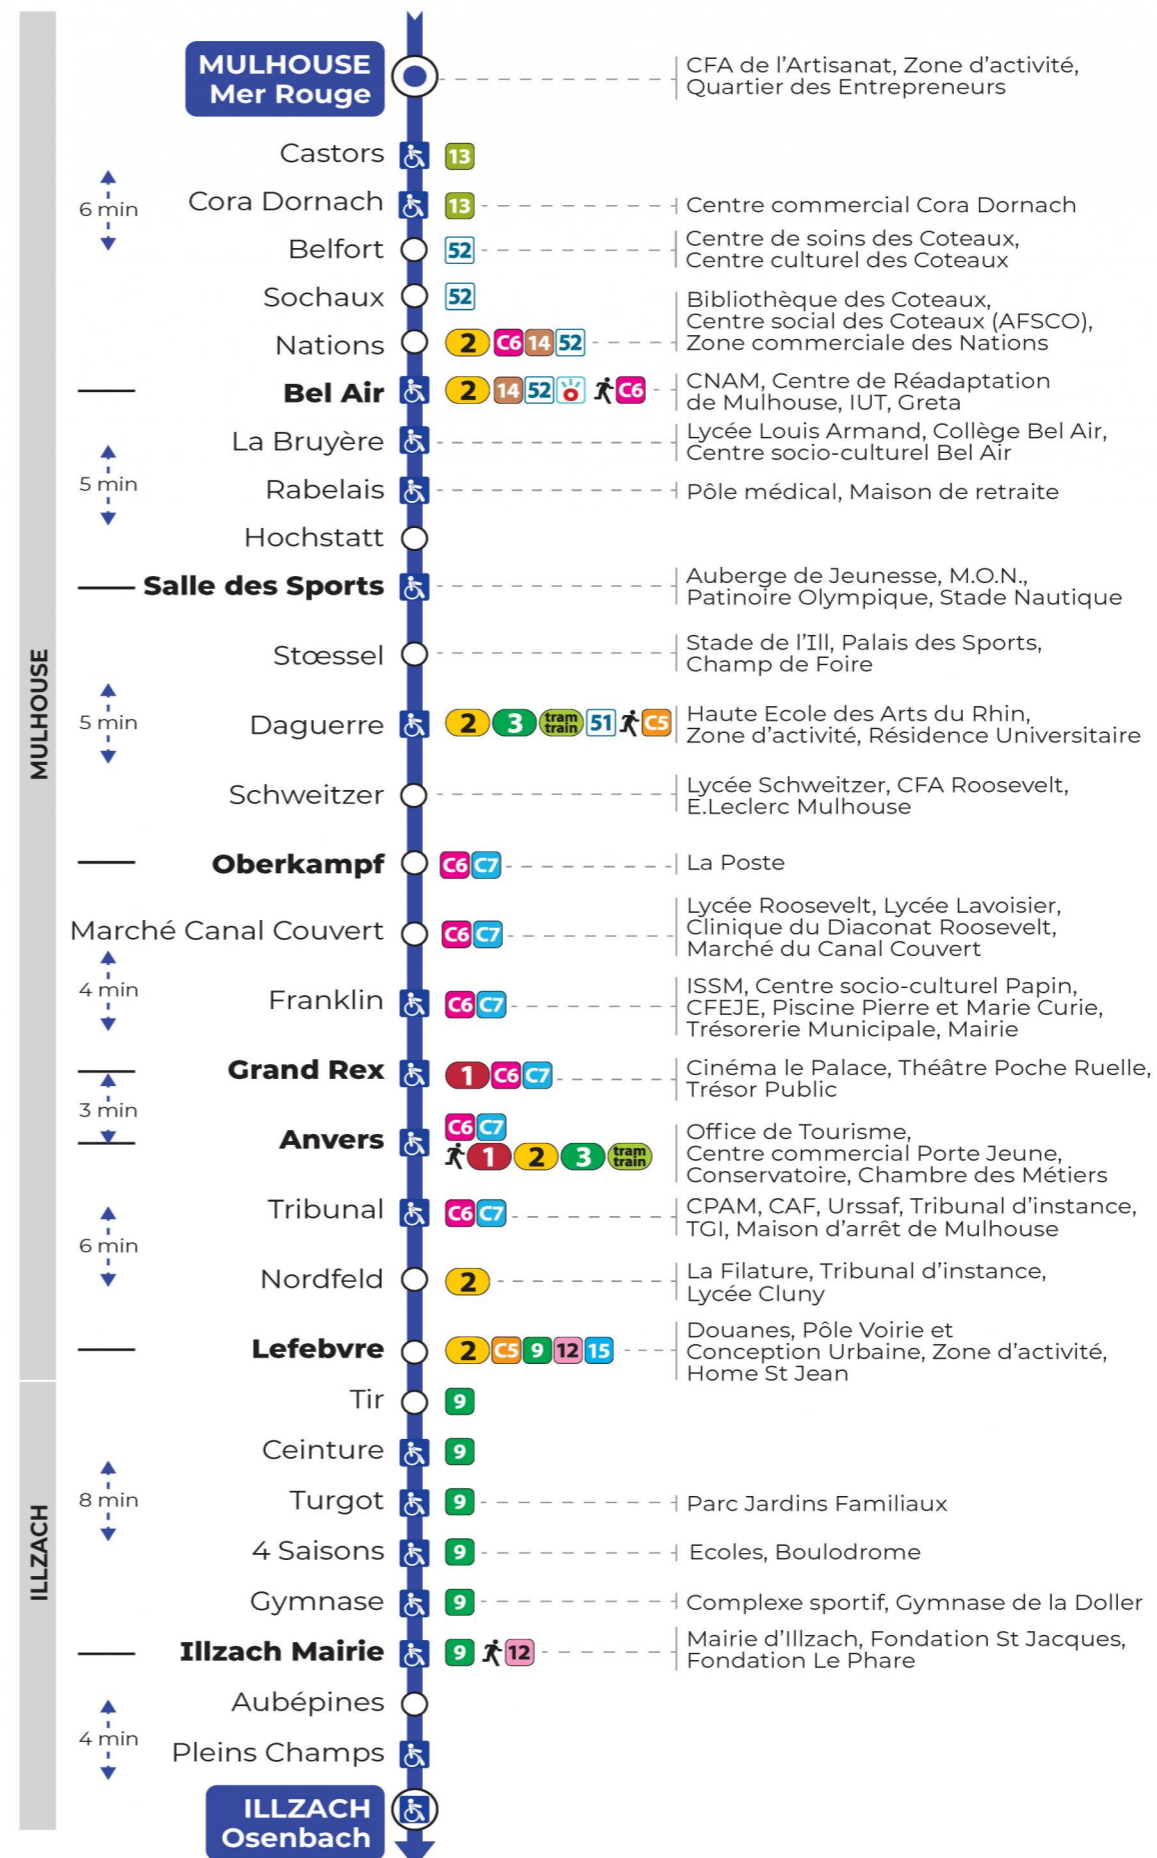 MULHOUSE
Mer Rouge
CFA de l’Artisanat, Zone d’activité,
Quartier des Entrepreneurs
Castors 13
6 min
Cora Dornach 13 Centre commercial Cora Dornach
Belfort 52
Centre de soins des Coteaux,
Centre culturel des Coteaux
Sochaux 52
Nations 2 C6 14 52
Bibliothèque des Coteaux,
Centre social des Coteaux (AFSCO),
Zone commerciale des Nations
Bel Air 2 14 52 C6
CNAM, Centre de Réadaptation
de Mulhouse, IUT, Greta
La Bruyère
Lycée Louis Armand, Collège Bel Air,
Centre socio-culturel Bel Air
5 min
Rabelais Pôle médical, Maison de retraite
Hochstatt
Salle des Sports
Auberge de Jeunesse, M.O.N.,
Patinoire Olympique, Stade Nautique
MULHOUSE
Stœssel
Stade de l’Ill, Palais des Sports,
Champ de Foire
5 min
Daguerre 2 3 tram train 51 C5
Haute Ecole des Arts du Rhin,
Zone d’activité, Résidence Universitaire
Schweitzer
Lycée Schweitzer, CFA Roosevelt,
E.Leclerc Mulhouse
Oberkampf C6 C7 La Poste
Marché Canal Couvert C6 C7
Lycée Roosevelt, Lycée Lavoisier,
Clinique du Diaconat Roosevelt,
Marché du Canal Couvert
4 min
Franklin C6 C7
ISSM, Centre socio-culturel Papin,
CFEJE, Piscine Pierre et Marie Curie,
Trésorerie Municipale, Mairie
Grand Rex 1 C6 C7
Cinéma le Palace, Théâtre Poche Ruelle,
Trésor Public
3 min
Anvers
C6 C7
1 2 3 tram train
Office de Tourisme,
Centre commercial Porte Jeune,
Conservatoire, Chambre des Métiers
Tribunal C6 C7
CPAM, CAF, Urssaf, Tribunal d’instance,
TGI, Maison d’arrêt de Mulhouse
6 min
Nordfeld 2
La Filature, Tribunal d’instance,
Lycée Cluny
Lefebvre 2 C5 9 12 15
Douanes, Pôle Voirie et
Conception Urbaine, Zone d’activité,
Home St Jean
Tir 9
Ceinture 9
8 min
Turgot 9 Parc Jardins Familiaux
ILLZACH
4 Saisons 9 Ecoles, Boulodrome
Gymnase 9 Complexe sportif, Gymnase de la Doller
Illzach Mairie 9 12
Mairie d’Illzach, Fondation St Jacques,
Fondation Le Phare
Aubépines
4 min
Pleins Champs
ILLZACH
Osenbach